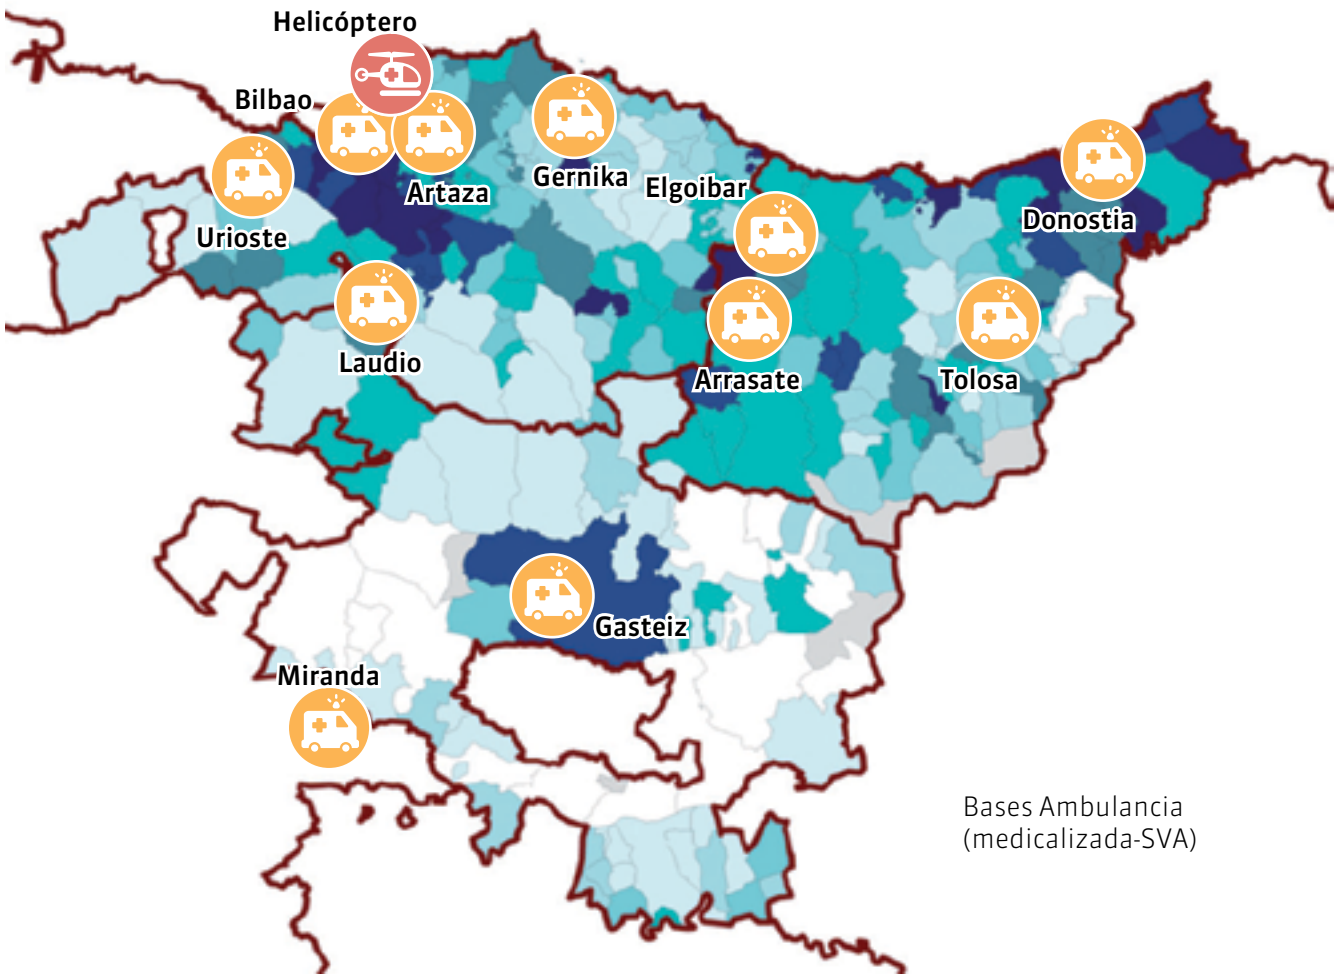 Helicóptero
Bilbao
Artaza
Gernika
Elgoibar
Donostia
Urioste
Laudio
Arrasate
Tolosa
Gasteiz
Miranda
Bases Ambulancia
(medicalizada-SVA)